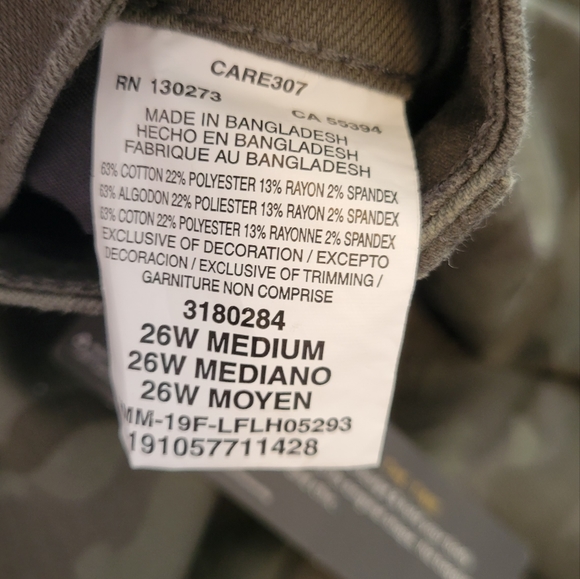 CARE307
RN 130273
CA 55394
MADE IN BANGLADESH
HECHO EN BANGLADESH
FABRIQUE AU BANGLADESH
63% COTTON 22% POLYESTER 13% RAYON 2% SPANDEX
63% ALGODON 22% POLIESTER 13% RAYON 2% SPANDEX
63% COTON 22% POLYESTER 13% RAYONNE 2% SPANDEX
EXCLUSIVE OF DECORATION / EXCEPTO
DECORACION / EXCLUSIVE OF TRIMMING /
GARNITURE NON COMPRISE
3180284
26W MEDIUM
26W MEDIANO
26W MOYEN
MM-19F-LFLH05293
191057711428